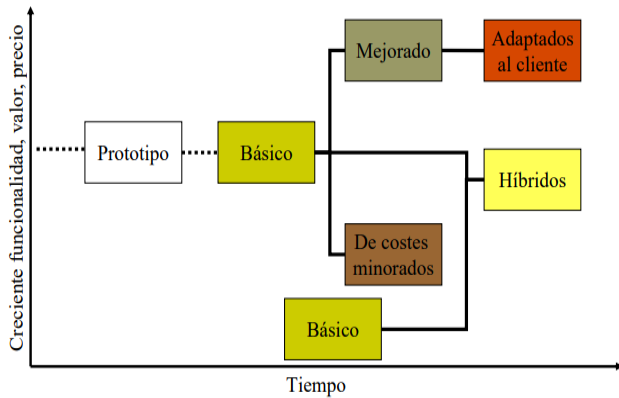 Creciente funcionalidad, valor, precio
Mejorado
Adaptados
al cliente
Prototipo
Básico
Híbridos
De costes
minorados
Básico
Tiempo